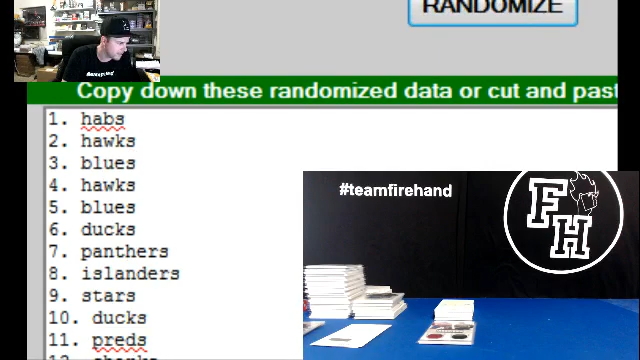 RANDOMIZE
Copy down these randomized data or cut and past
1. habs
2. hawks
3. blues
4. hawks
5. blues
6. ducks
7. panthers
8. islanders
9. stars
10. ducks
11. preds
#teamfirehand
FH